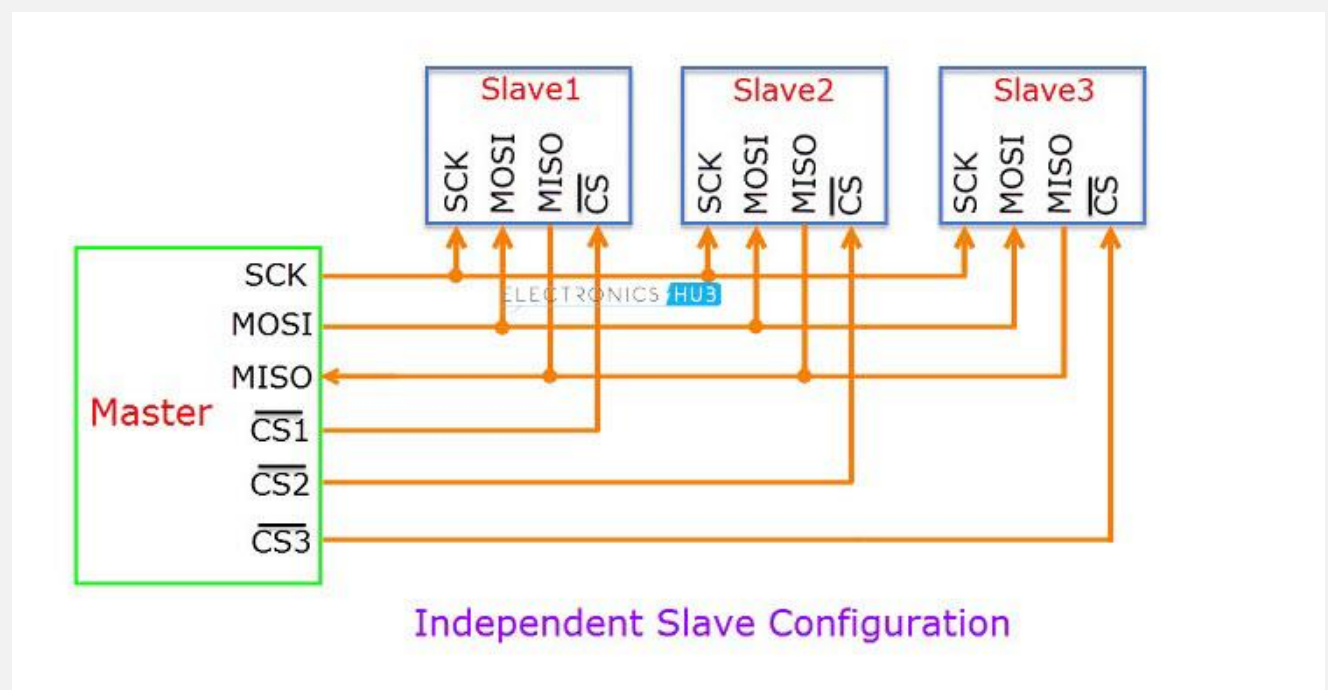 Slave1
SCK
MOSI
MISO
CS
Slave2
SCK
MOSI
MISO
CS
Slave3
SCK
MOSI
MISO
CS
Master
SCK
MOSI
MISO
CS1
CS2
CS3
ELECTRONICS HUB
Independent Slave Configuration